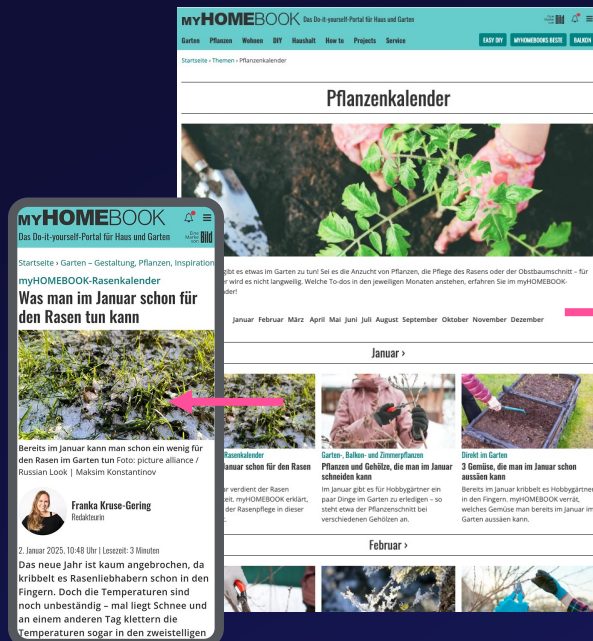 MYHOMEBOOK Das Do-it-yourself-Portal für Haus und Garten
Bild
Garten Pflanzen Wohnen DIY Haushalt How to Projects Service
EASY DIY MYHOMEBOOKS BESTE BALKON
Startseite › Themen › Pflanzenkalender
Pflanzenkalender
gibt es etwas im Garten zu tun! Sei es die Anzucht von Pflanzen, die Pflege des Rasens oder der Obstbaumschnitt – für
er wird es nicht langweilig. Welche To-dos in den jeweiligen Monaten anstehen, erfahren Sie im myHOMEBOOK-
nder!
Januar Februar März April Mai Juni Juli August September Oktober November Dezember
Januar ›
Rasenkalender
anuar schon für den Rasen
r verdient der Rasen
eit. myHOMEBOOK erklärt,
der Rasenpflege in dieser
t.
Garten-, Balkon- und Zimmerpflanzen
Pflanzen und Gehölze, die man im Januar
schneiden kann
Im Januar gibt es für Hobbygärtner ein
paar Dinge im Garten zu erledigen – so
steht etwa der Pflanzenschnitt bei
verschiedenen Gehölzen an.
Direkt im Garten
3 Gemüse, die man im Januar schon
aussäen kann
Bereits im Januar kribbelt es Hobbygärtner
in den Fingern. myHOMEBOOK verrät,
welches Gemüse man bereits im Januar im
Garten aussäen kann.
Februar ›
MYHOMEBOOK
Das Do-it-yourself-Portal für Haus und Garten
Eine Marke von Bild
Startseite › Garten – Gestaltung, Pflanzen, Inspiration
myHOMEBOOK-Rasenkalender
Was man im Januar schon für
den Rasen tun kann
Bereits im Januar kann man schon ein wenig für
den Rasen im Garten tun Foto: picture alliance /
Russian Look | Maksim Konstantinov
Franka Kruse-Gering
Redakteurin
2. Januar 2025, 10:48 Uhr | Lesezeit: 3 Minuten
Das neue Jahr ist kaum angebrochen, da
kribbelt es Rasenliebhabern schon in den
Fingern. Doch die Temperaturen sind
noch unbeständig – mal liegt Schnee und
an einem anderen Tag klettern die
Temperaturen sogar in den zweistelligen